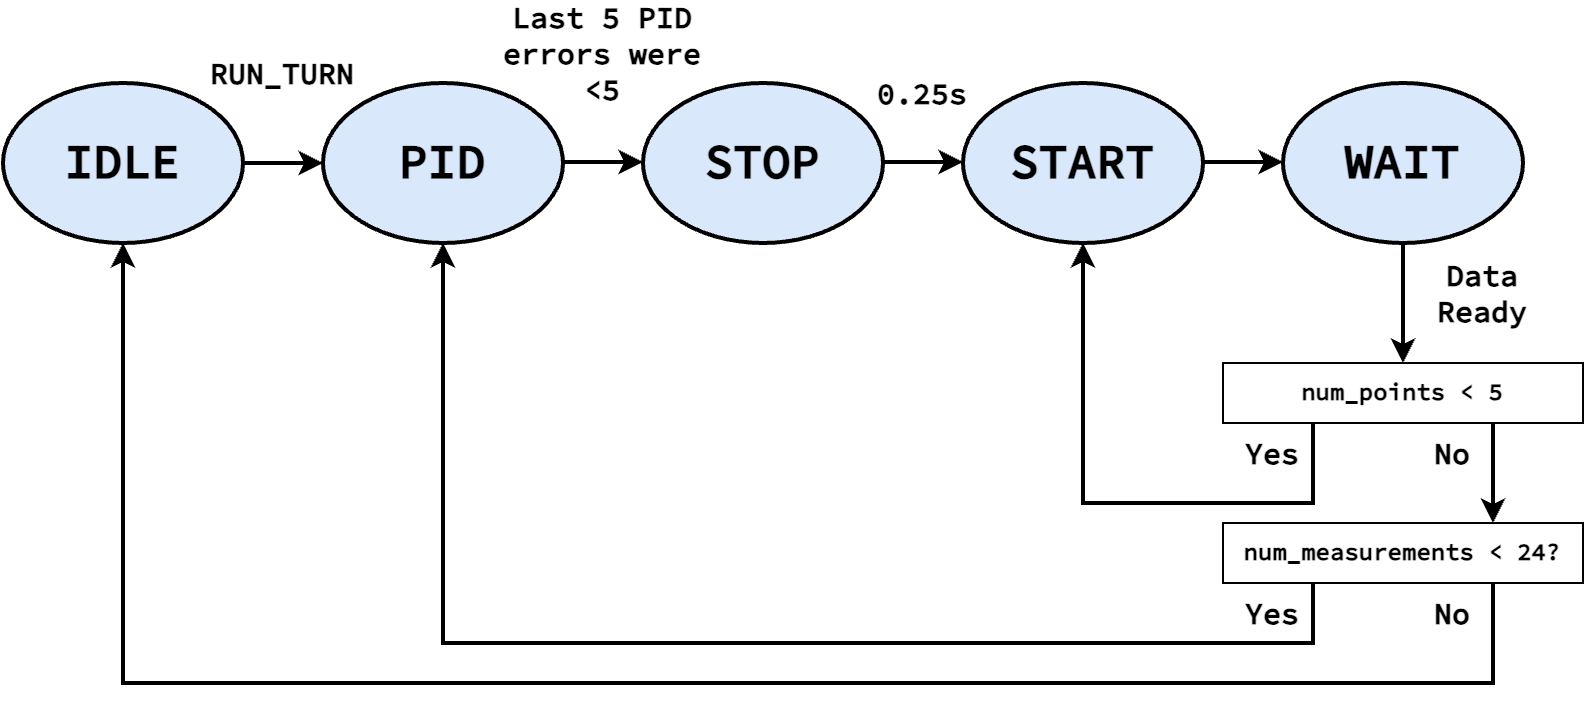 Last 5 PID
errors were
<5
RUN_TURN
0.25s
IDLE
PID
STOP
START
WAIT
Data
Ready
num_points < 5
Yes
No
num_measurements < 24?
Yes
No